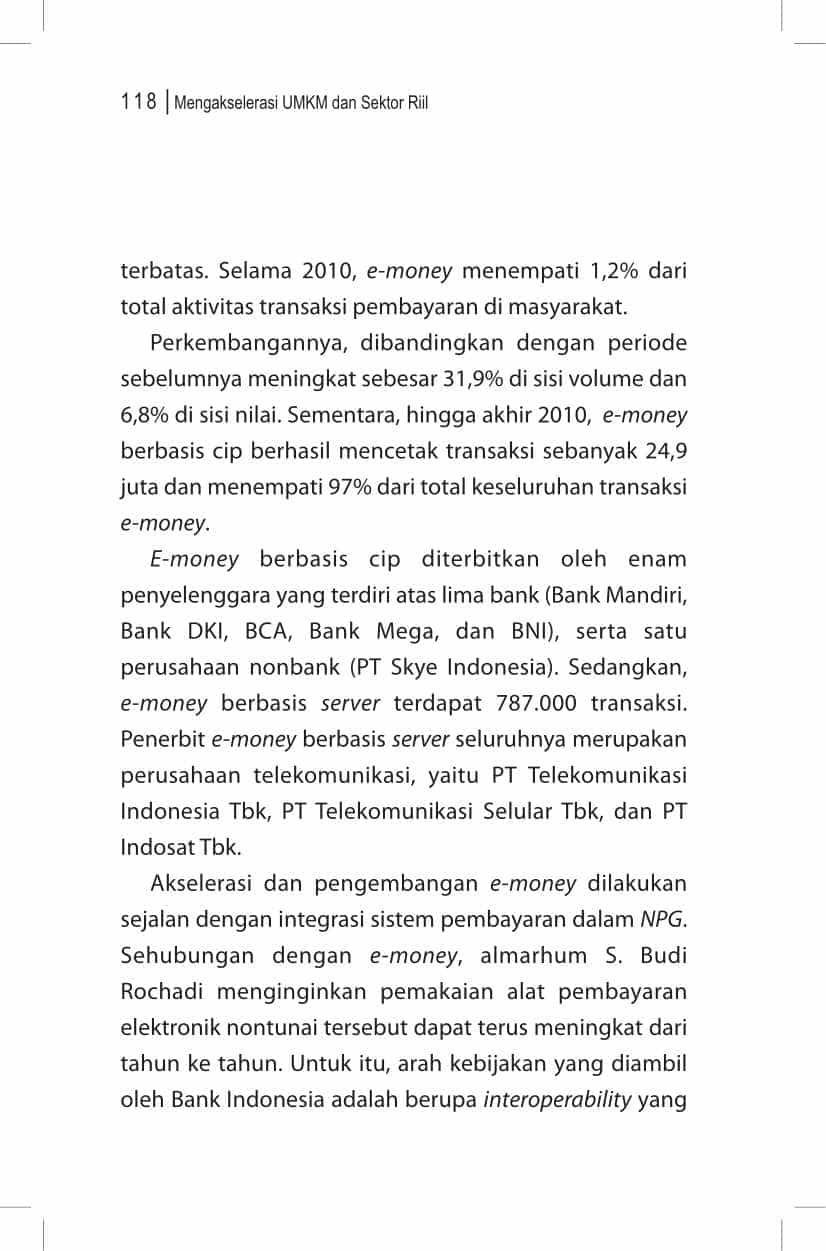 118 | Mengakselerasi UMKM dan Sektor Riil
terbatas. Selama 2010, e-money menempati 1,2% dari
total aktivitas transaksi pembayaran di masyarakat.
Perkembangannya, dibandingkan dengan periode
sebelumnya meningkat sebesar 31,9% di sisi volume dan
6,8% di sisi nilai. Sementara, hingga akhir 2010, e-money
berbasis cip berhasil mencetak transaksi sebanyak 24,9
juta dan menempati 97% dari total keseluruhan transaksi
e-money.
E-money berbasis cip diterbitkan oleh enam
penyelenggara yang terdiri atas lima bank (Bank Mandiri,
Bank DKI, BCA, Bank Mega, dan BNI), serta satu
perusahaan nonbank (PT Skye Indonesia). Sedangkan,
e-money berbasis server terdapat 787.000 transaksi.
Penerbit e-money berbasis server seluruhnya merupakan
perusahaan telekomunikasi, yaitu PT Telekomunikasi
Indonesia Tbk, PT Telekomunikasi Selular Tbk, dan PT
Indosat Tbk.
Akselerasi dan pengembangan e-money dilakukan
sejalan dengan integrasi sistem pembayaran dalam NPG.
Sehubungan dengan e-money, almarhum S. Budi
Rochadi menginginkan pemakaian alat pembayaran
elektronik nontunai tersebut dapat terus meningkat dari
tahun ke tahun. Untuk itu, arah kebijakan yang diambil
oleh Bank Indonesia adalah berupa interoperability yang